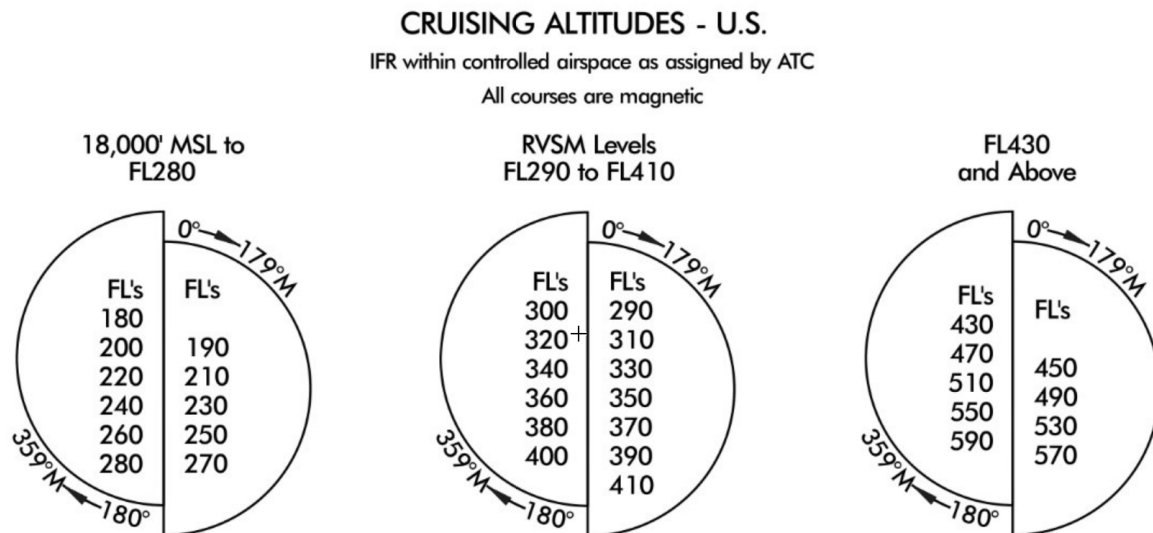 CRUISING ALTITUDES - U.S.
IFR within controlled airspace as assigned by ATC
All courses are magnetic
18,000' MSL to
FL280
0°
179°M
FL's
180
200
220
240
260
280
FL's
190
210
230
250
270
359°M
180°
RVSM Levels
FL290 to FL410
0°
179°M
FL's
300
320
340
360
380
400
FL's
290
310
330
350
370
390
410
359°M
180°
FL430
and Above
0°
179°M
FL's
430
470
510
550
590
FL's
450
490
530
570
359°M
180°